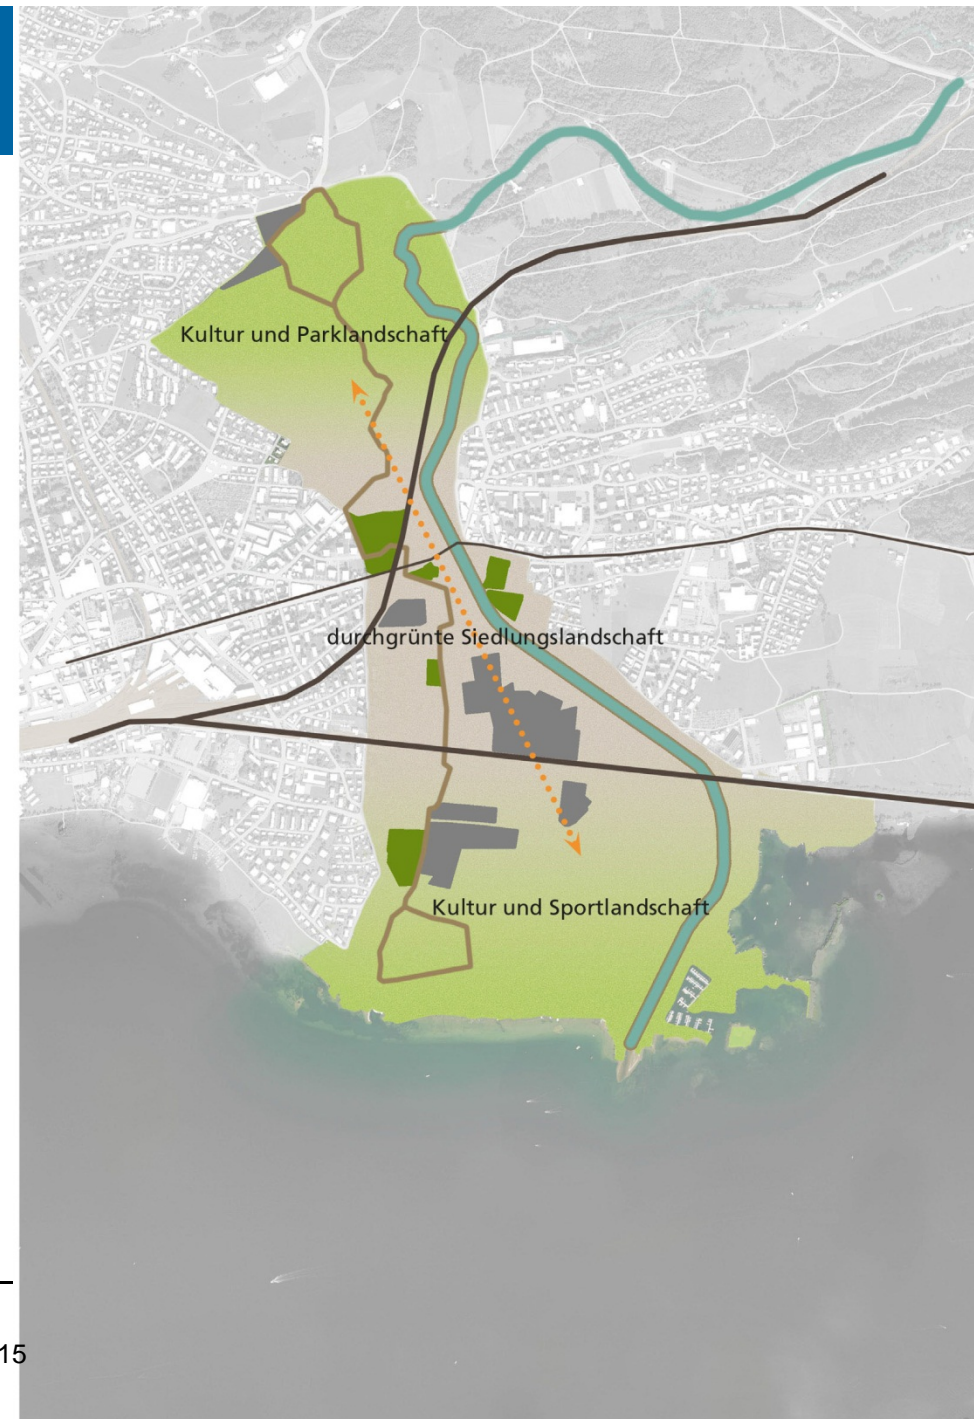 Kultur und Parklandschaft
durchgrünte Siedlungslandschaft
Kultur und Sportlandschaft
15